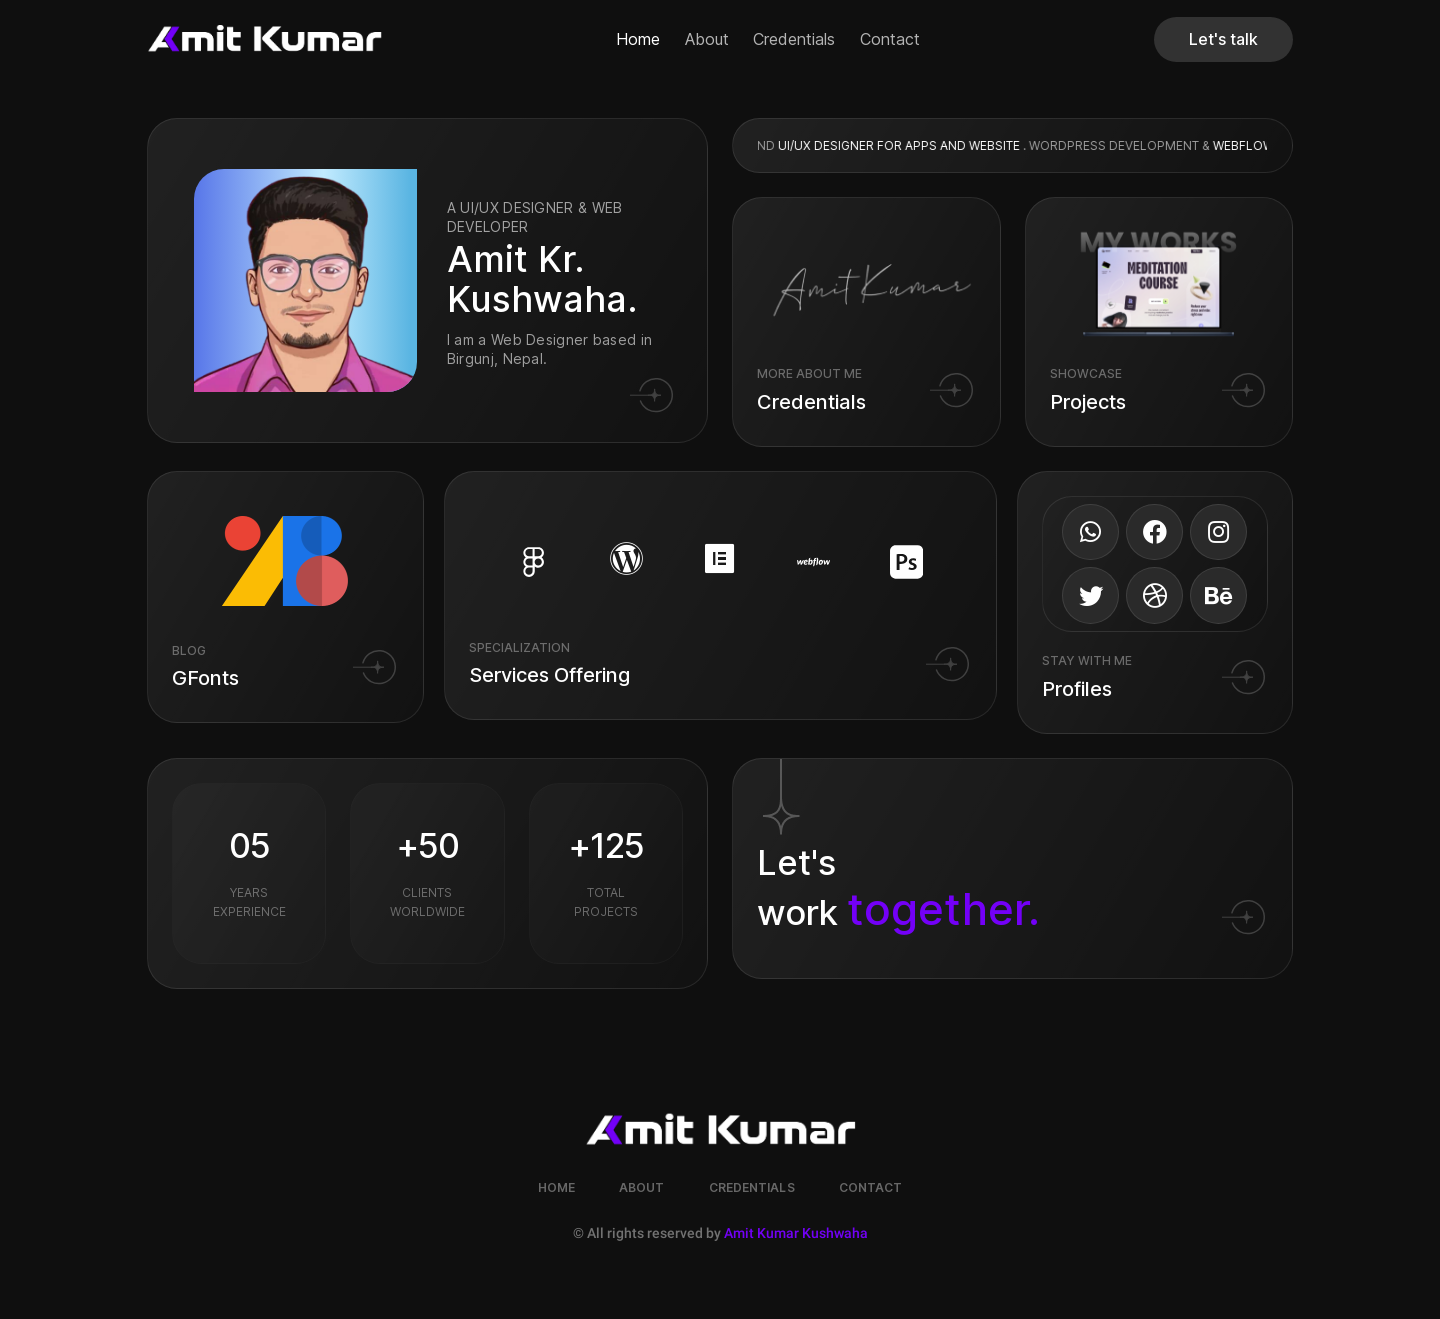 Amit Kumar
Home About Credentials Contact
Let's talk
A UI/UX DESIGNER & WEB
DEVELOPER
Amit Kr.
Kushwaha.
I am a Web Designer based in
Birgunj, Nepal.
ND UI/UX DESIGNER FOR APPS AND WEBSITE . WORDPRESS DEVELOPMENT & WEBFLOW
Amit Kumar
MORE ABOUT ME
Credentials
MY WORKS
MEDITATION
COURSE
SHOWCASE
Projects
BLOG
GFonts
webflow
Ps
SPECIALIZATION
Services Offering
Bē
STAY WITH ME
Profiles
05
YEARS
EXPERIENCE
+50
CLIENTS
WORLDWIDE
+125
TOTAL
PROJECTS
Let's
work together.
Amit Kumar
HOME ABOUT CREDENTIALS CONTACT
© All rights reserved by Amit Kumar Kushwaha